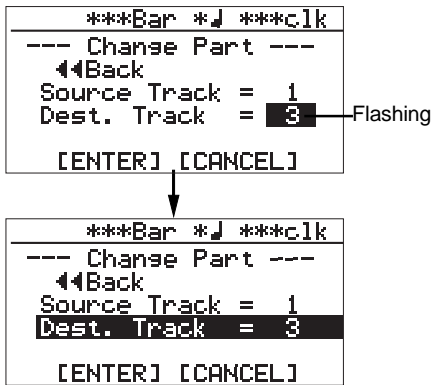 ***Bar *♩ ***clk
--- Change Part ---
◀◀Back
Source Track = 1
Dest. Track = 3
Flashing
[ENTER] [CANCEL]
***Bar *♩ ***clk
--- Change Part ---
◀◀Back
Source Track = 1
Dest. Track = 3
[ENTER] [CANCEL]